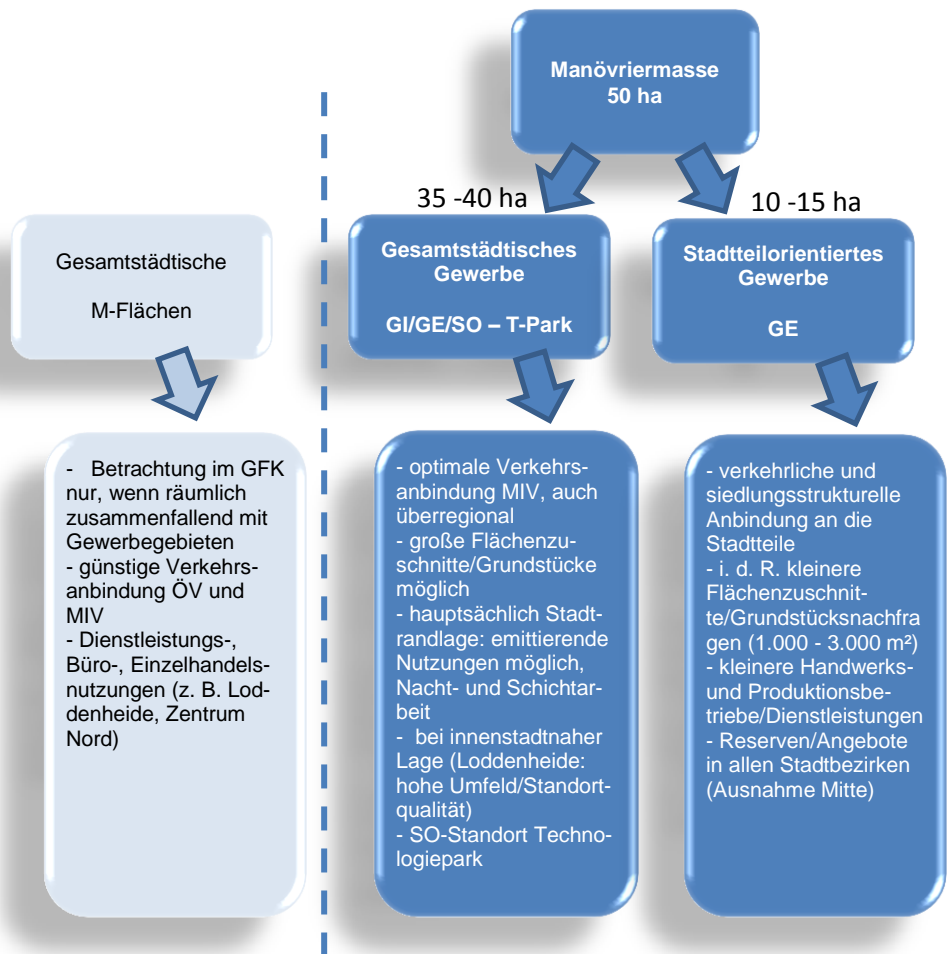 Manövriermasse
50 ha
35 -40 ha
10 -15 ha
Gesamtstädtische
M-Flächen
Gesamtstädtisches
Gewerbe
GI/GE/SO – T-Park
Stadtteilorientiertes
Gewerbe
GE
- Betrachtung im GFK
nur, wenn räumlich
zusammenfallend mit
Gewerbegebieten
- günstige Verkehrs-
anbindung ÖV und
MIV
- Dienstleistungs-,
Büro-, Einzelhandels-
nutzungen (z. B. Lod-
denheide, Zentrum
Nord)
- optimale Verkehrs-
anbindung MIV, auch
überregional
- große Flächenzu-
schnitte/Grundstücke
möglich
- hauptsächlich Stadt-
randlage: emittierende
Nutzungen möglich,
Nacht- und Schichtar-
beit
- bei innenstadtnaher
Lage (Loddenheide:
hohe Umfeld/Standort-
qualität)
- SO-Standort Techno-
logiepark
- verkehrliche und
siedlungsstrukturelle
Anbindung an die
Stadtteile
- i. d. R. kleinere
Flächenzuschnit-
te/Grundstücksnachfra
gen (1.000 - 3.000 m²)
- kleinere Handwerks-
und Produktionsbe-
triebe/Dienstleistungen
- Reserven/Angebote
in allen Stadtbezirken
(Ausnahme Mitte)